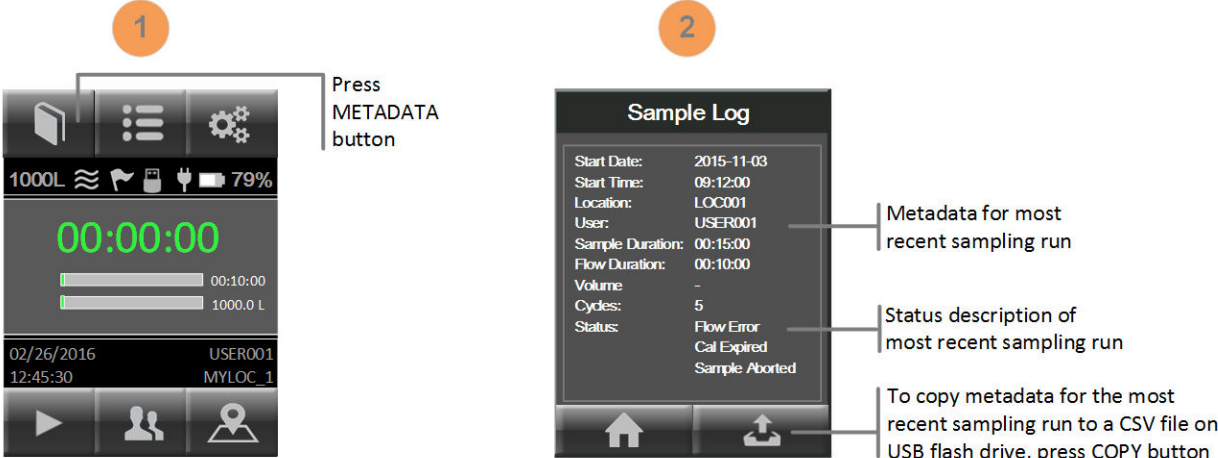 1
2
Press
METADATA
button
1000L 79%
00:00:00
00:10:00
1000.0 L
02/26/2016 USER001
12:45:30 MYLOC_1
Sample Log
Start Date: 2015-11-03
Start Time: 09:12:00
Location: LOC001
User: USER001
Sample Duration: 00:15:00
Flow Duration: 00:10:00
Volume -
Cycles: 5
Status: Flow Error
Cal Expired
Sample Aborted
Metadata for most
recent sampling run
Status description of
most recent sampling run
To copy metadata for the most
recent sampling run to a CSV file on
USB flash drive, press COPY button